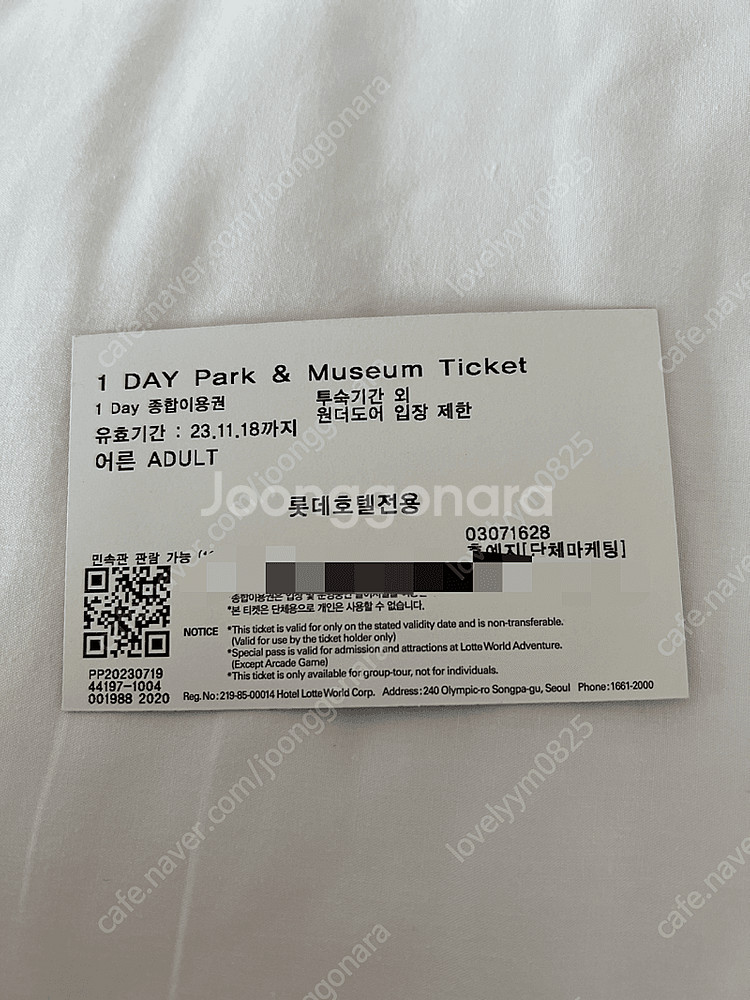 1 DAY Park & Museum Ticket
1 Day 종합이용권
투숙기간 외
원더도어 입장 제한
유효기간 : 23.11.18까지
어른 ADULT
Joonggonara
롯데호텔전용
03071628
[단체마케팅]
민속관 관람 가능
*본 티켓은 단체용으로 개인은 사용할 수 없습니다.
NOTICE *This ticket is valid for only on the stated validity date and is non-transferable.
(Valid for use by the ticket holder only)
*Special pass is valid for admission and attractions at Lotte World Adventure.
(Except Arcade Game)
*This ticket is only available for group-tour, not for individuals.
PP20230719
44197-1004
001988 2020
Reg. No : 219-85-00014 Hotel Lotte World Corp. Address : 240 Olympic-ro Songpa-gu, Seoul Phone : 1661-2000
cafe.naver.com/joonggonara
lovelyym0825